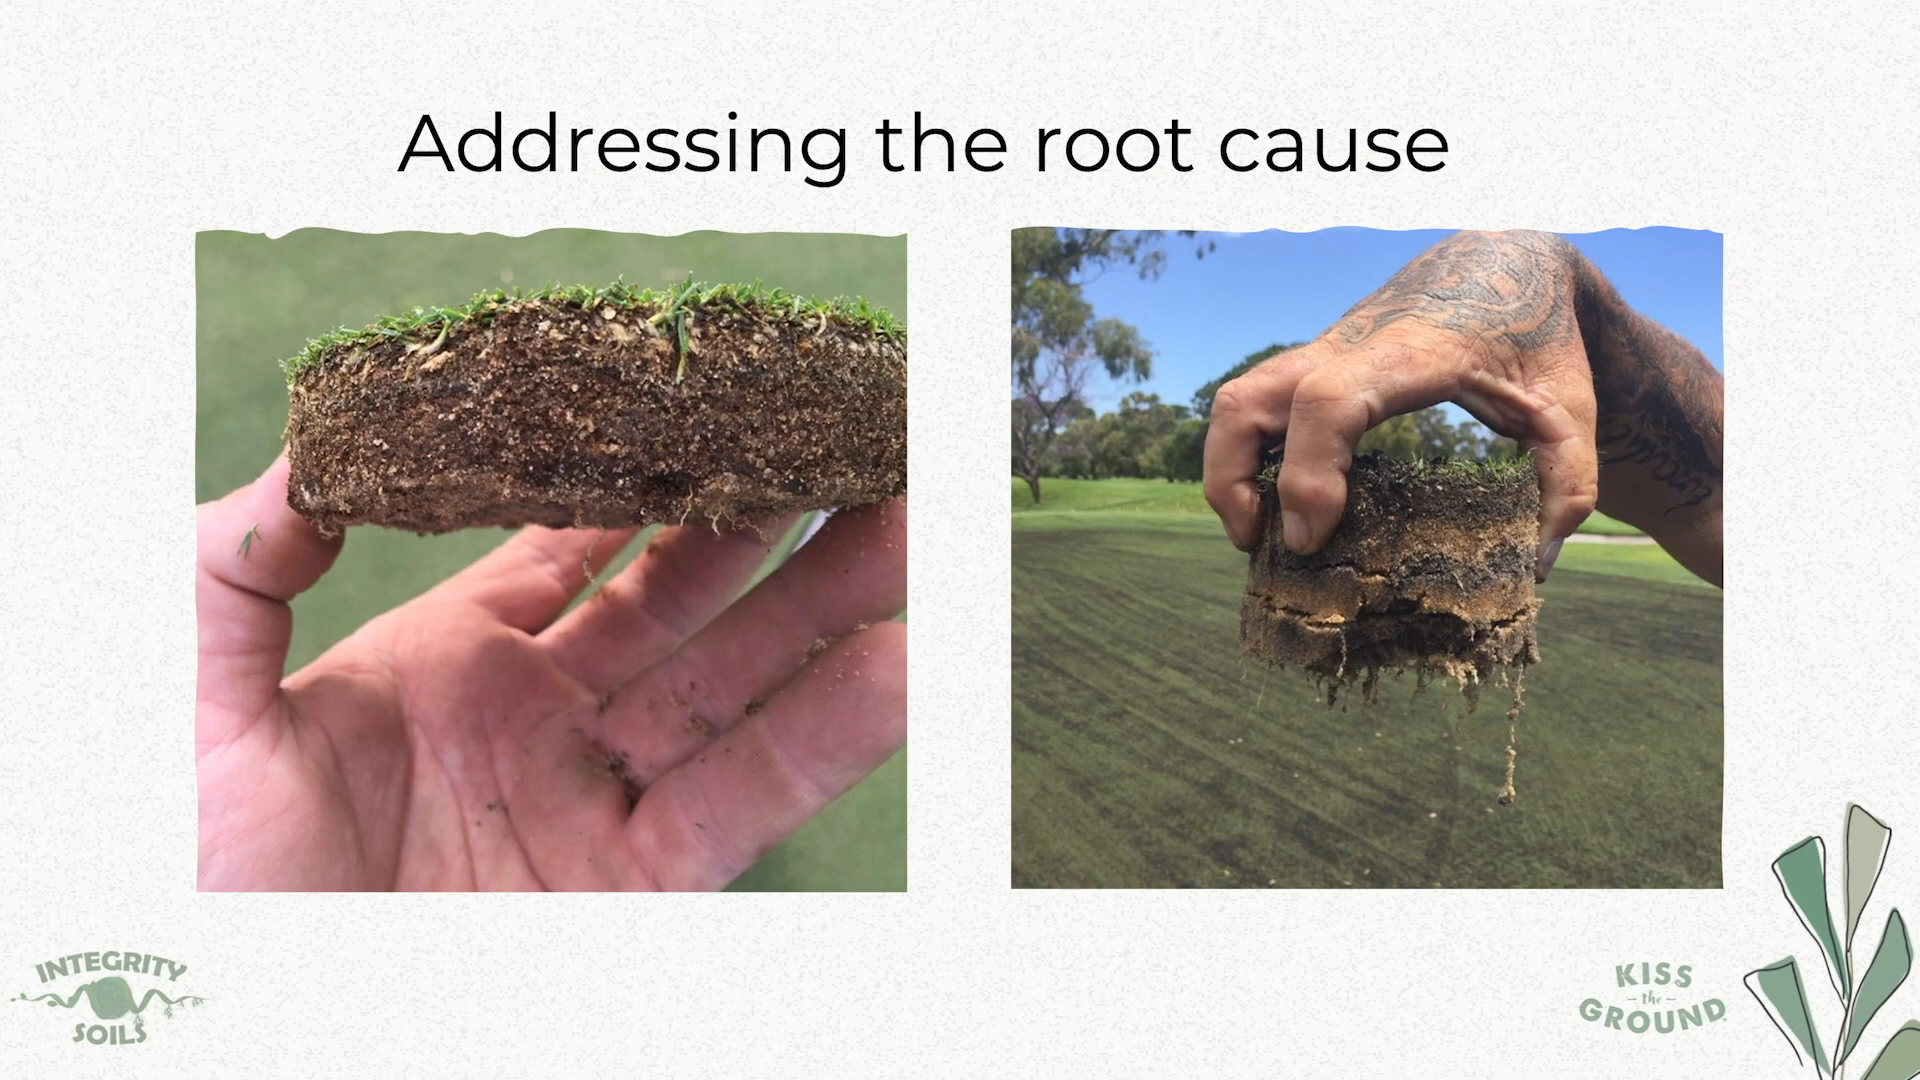 Addressing the root cause
INTEGRITY
SOILS
KISS
the
GROUND